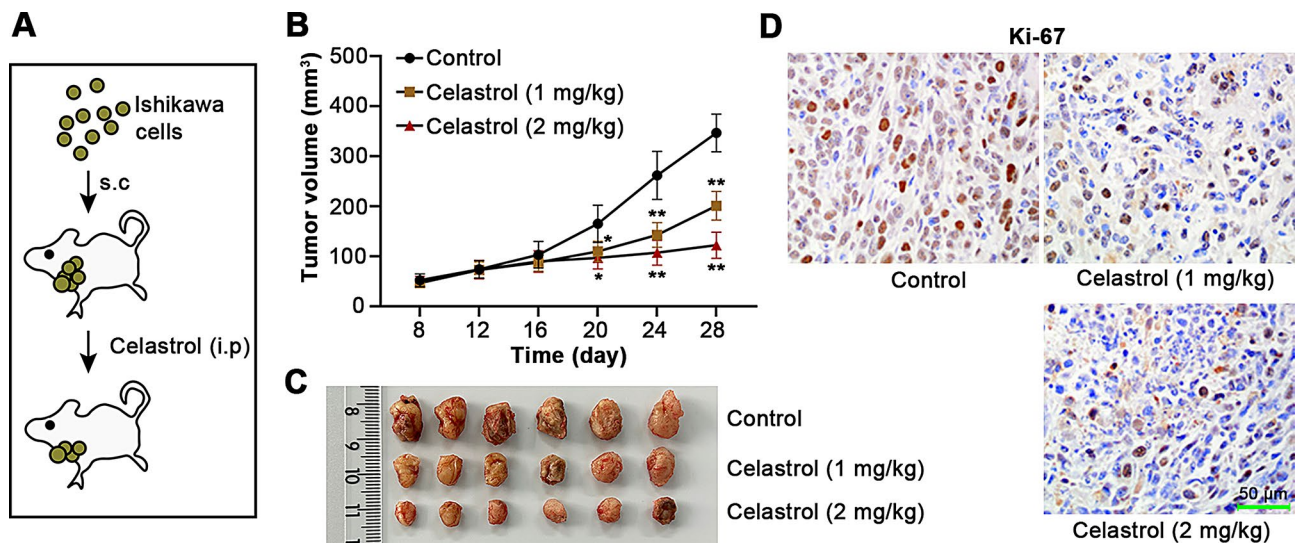 A
Ishikawa
cells
s.c
Celastrol (i.p)
B
Tumor volume (mm³)
500
400
300
200
100
0
Control
Celastrol (1 mg/kg)
Celastrol (2 mg/kg)
*
**
**
*
**
**
8 12 16 20 24 28
Time (day)
C
8
9
10
11
1
Control
Celastrol (1 mg/kg)
Celastrol (2 mg/kg)
D
Ki-67
Control
Celastrol (1 mg/kg)
50 µm
Celastrol (2 mg/kg)